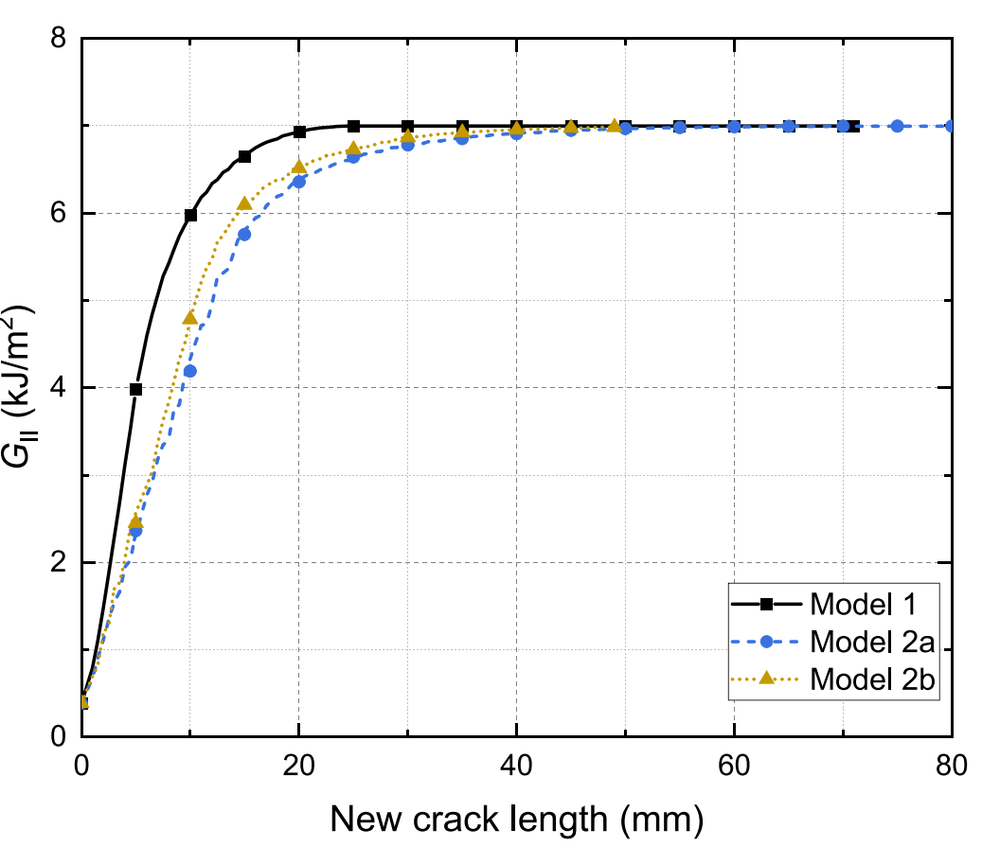 8
6
4
2
0
G_II (kJ/m²)
0 20 40 60 80
New crack length (mm)
Model 1
Model 2a
Model 2b